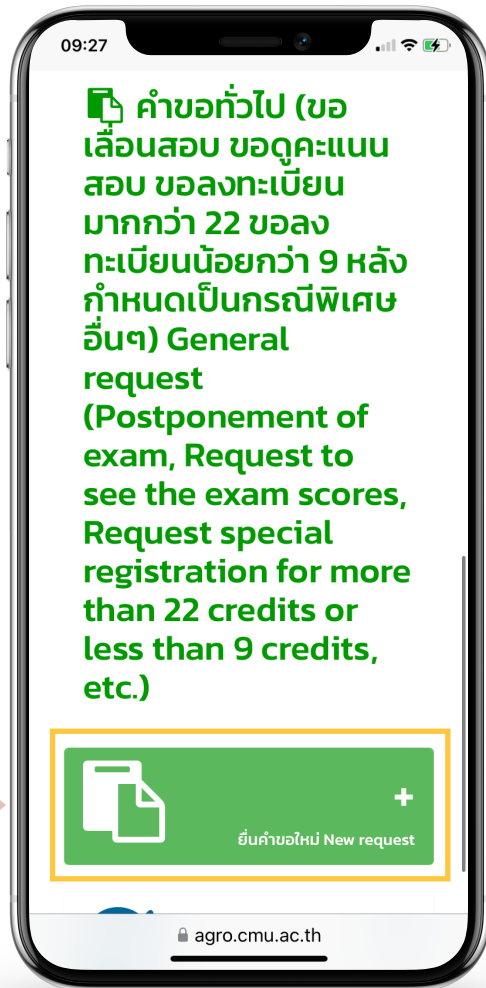 09:27
คำขอทั่วไป (ขอ
เลื่อนสอบ ขอดูคะแนน
สอบ ขอลงทะเบียน
มากกว่า 22 ขอลง
ทะเบียนน้อยกว่า 9 หลัง
กำหนดเป็นกรณีพิเศษ
อื่นๆ) General
request
(Postponement of
exam, Request to
see the exam scores,
Request special
registration for more
than 22 credits or
less than 9 credits,
etc.)
+
ยื่นคำขอใหม่ New request
agro.cmu.ac.th